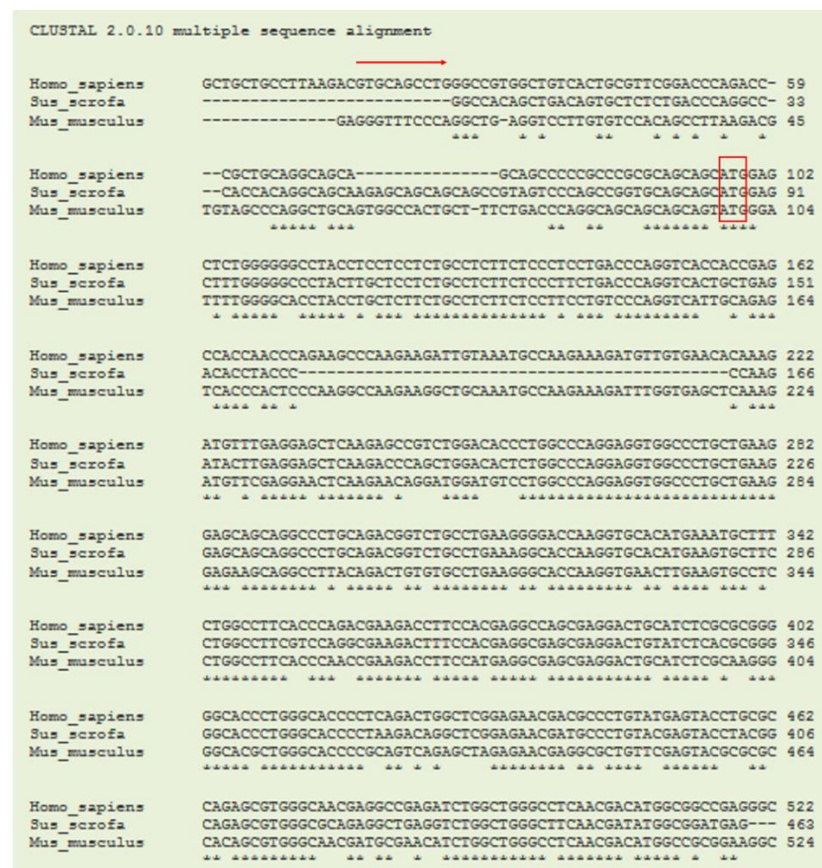 CLUSTAL 2.0.10 multiple sequence alignment
Homo_sapiens GCTGCTGCCTTAAGACGTGCAGCCTGGGCCGTGGCTGTCACTGCGTTCGGACCCAGACC- 59
Sus_scrofa ---------------------------GGCCACAGCTGACAGTGCTCTCTGACCCAGGCC- 33
Mus_musculus --------------GAGGGTTTCCCAGGCTG-AGGTCCTTGTGTCCACAGCCTTAAGACG 45
*** * * ** * * * * *
Homo_sapiens --CGCTGCAGGCAGCA---------------GCAGCCCCCGCCCGCGCAGCAGCATGGAG 102
Sus_scrofa --CACCACAGGCAGCAAGAGCAGCAGCAGCCGTAGTCCCAGCCGGTGCAGCAGCATGGAG 91
Mus_musculus TGTAGCCCAGGCTGCAGTGGCCACTGCT-TTCTGACCCAGGCAGCAGCAGCAGTATGGGA 104
***** *** ** ** ******* ****
Homo_sapiens CTCTGGGGGGCCTACCTCCTCCTCTGCCTCTTCTCCCTCCTGACCCAGGTCACCACCGAG 162
Sus_scrofa CTTTGGGGGCCCTACTTGCTCCTCTGCCTCTTCTCCCTTCTGACCCAGGTCACTGCTGAG 151
Mus_musculus TTTTGGGGCACCTACCTGCTCTTCTGCCTCTTCTCCTTCCTGTCCCAGGTCATTGCAGAG 164
* ***** ***** * *** ************** * *** ********* * ***
Homo_sapiens CCACCAACCCAGAAGCCCAAGAAGATTGTAAATGCCAAGAAAGATGTTGTGAACACAAAG 222
Sus_scrofa ACACCTACCC-----------------------------------------------CCAAG 166
Mus_musculus TCACCCACTCCCAAGGCCAAGAAGGCTGCAAATGCCAAGAAAGATTTGGTGAGCTCAAAG 224
**** ** * * ***
Homo_sapiens ATGTTTGAGGAGCTCAAGAGCCGTCTGGACACCCTGGCCCAGGAGGTGGCCCTGCTGAAG 282
Sus_scrofa ATACTTGAGGAGCTCAAGACCCAGCTGGACACTCTGGCCCAGGAGGTGGCCCTGCTGAAG 226
Mus_musculus ATGTTCGAGGAACTCAAGAACAGGATGGATGTCCTGGCCCAGGAGGTGGCCCTGCTGAAG 284
** * ***** ******* * **** ***************************
Homo_sapiens GAGCAGCAGGCCCTGCAGACGGTCTGCCTGAAGGGGACCAAGGTGCACATGAAATGCTTT 342
Sus_scrofa GAGCAGCAGGCCCTGCAGACGGTCTGCCTGAAAGGCACCAAGGTGCACATGAAGTGCTTC 286
Mus_musculus GAGAAGCAGGCCTTACAGACTGTGTGCCTGAAGGGCACCAAGGTGAACTTGAAGTGCCTC 344
*** ******** * ***** ** ******** ** ********* ** **** *** *
Homo_sapiens CTGGCCTTCACCCAGACGAAGACCTTCCACGAGGCCAGCGAGGACTGCATCTCGCGCGGG 402
Sus_scrofa CTGGCCTTCGTCCAGGCGAAGACTTTCCACGAGGCGAGCGAGGACTGTATCTCACGCGGG 346
Mus_musculus CTGGCCTTCACCCAACCGAAGACCTTCCATGAGGCGAGCGAGGACTGCATCTCGCAAGGG 404
********* *** ******* ***** ***** *********** ***** * ***
Homo_sapiens GGCACCCTGGGCACCCCTCAGACTGGCTCGGAGAACGACGCCCTGTATGAGTACCTGCGC 462
Sus_scrofa GGCACCCTGGGCACCCCTAAGACAGGCTCGGAGAACGATGCCCTGTACGAGTACCTACGG 406
Mus_musculus GGCACGCTGGGCACCCCGCAGTCAGAGCTAGAGAACGAGGCGCTGTTCGAGTACGCGCGC 464
***** *********** ** * * ******** ** **** ****** **
Homo_sapiens CAGAGCGTGGGCAACGAGGCCGAGATCTGGCTGGGCCTCAACGACATGGCGGCCGAGGGC 522
Sus_scrofa CAGAGCGTGGGCGCAGAGGCTGAGGTCTGGCTGGGCTTCAACGATATGGCGGATGAG--- 463
Mus_musculus CACAGCGTGGGCAACGATGCGAACATCTGGCTGGGCCTCAACGACATGGCCGCGGAAGGC 524
** ********* ** ** * *********** ******* ***** * **